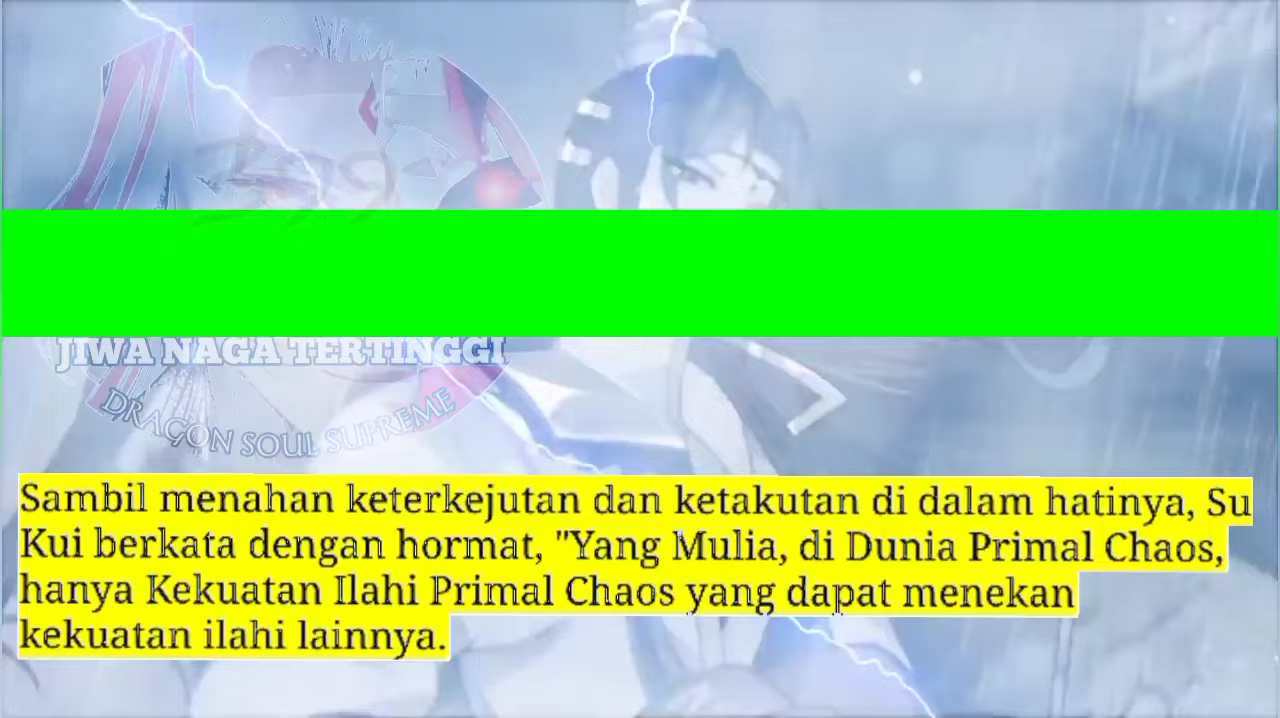 JIWA NAGA TERTINGGI
DRAGON SOUL SUPREME
Sambil menahan keterkejutan dan ketakutan di dalam hatinya, Su
Kui berkata dengan hormat, "Yang Mulia, di Dunia Primal Chaos,
hanya Kekuatan Ilahi Primal Chaos yang dapat menekan
kekuatan ilahi lainnya.